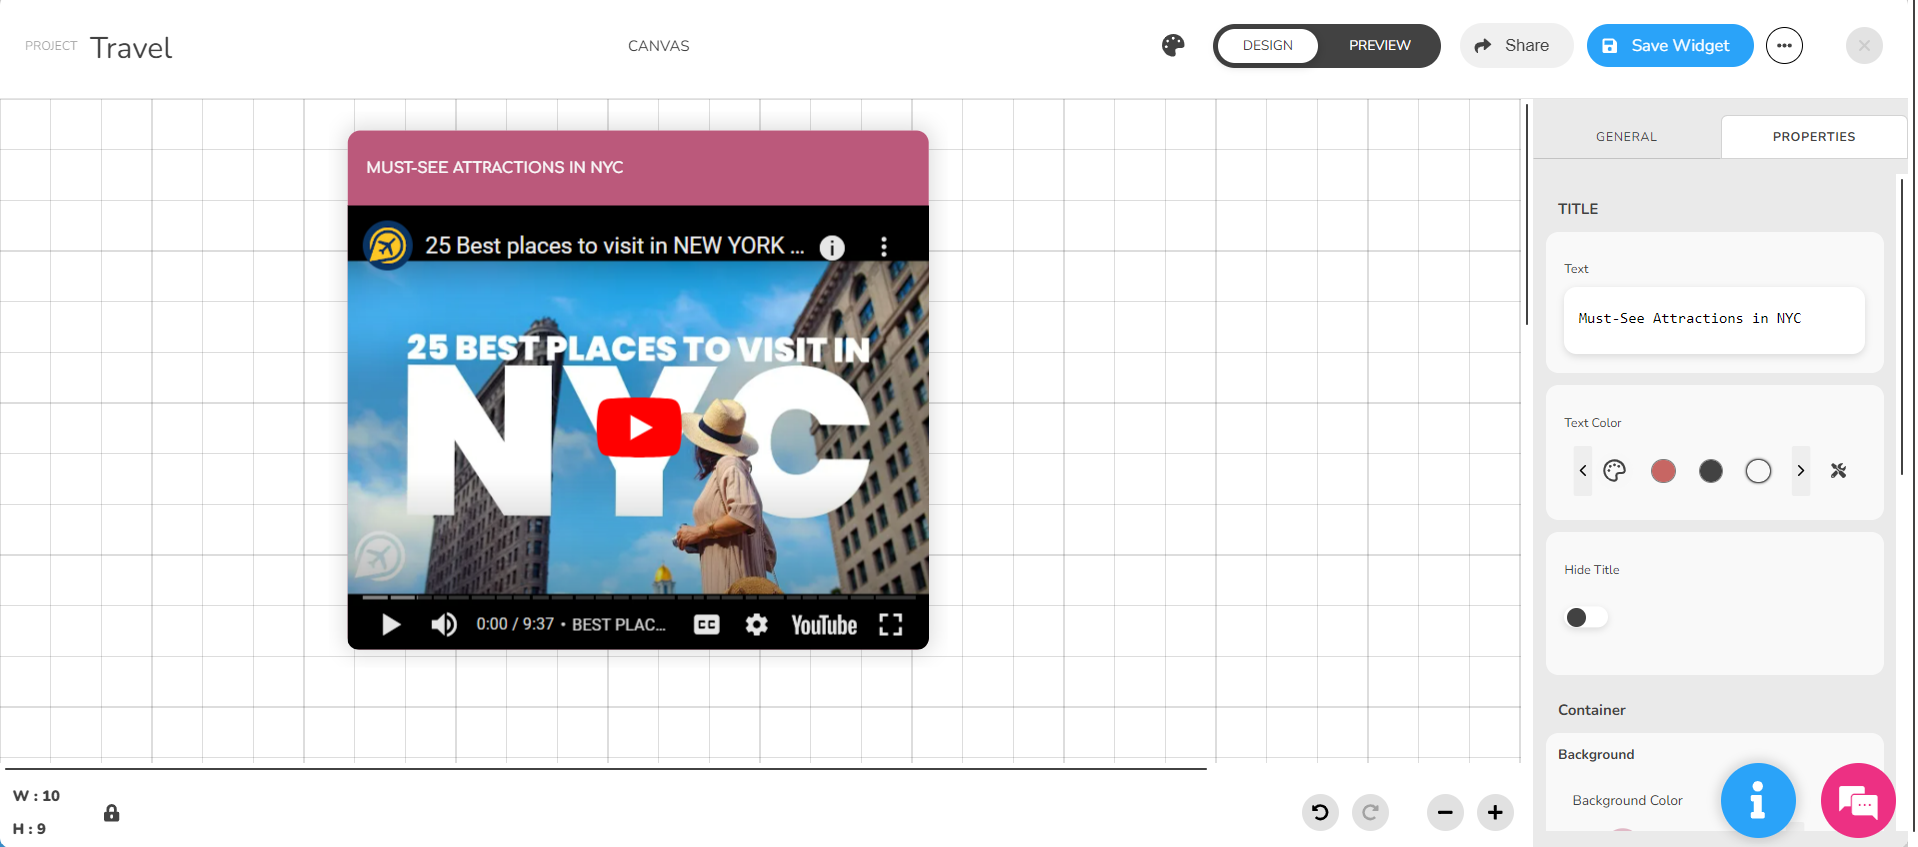 PROJECT Travel
CANVAS
DESIGN
PREVIEW
Share
Save Widget
GENERAL
PROPERTIES
MUST-SEE ATTRACTIONS IN NYC
25 Best places to visit in NEW YORK ...
25 BEST PLACES TO VISIT IN
NYC
0:00 / 9:37 • BEST PLAC...
CC
YouTube
TITLE
Text
Must-See Attractions in NYC
Text Color
Hide Title
Container
Background
Background Color
W : 10
H : 9